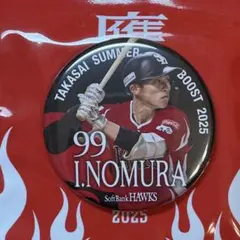 鷹
TAKASAI SUMMER BOOST 2025
99
I.NOMURA
SoftBank HAWKS
2025